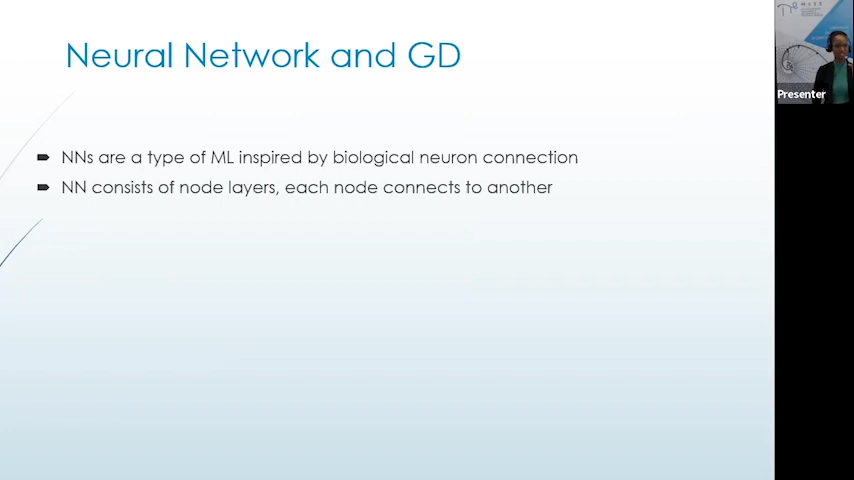 Neural Network and GD
NNs are a type of ML inspired by biological neuron connection
NN consists of node layers, each node connects to another
Presenter